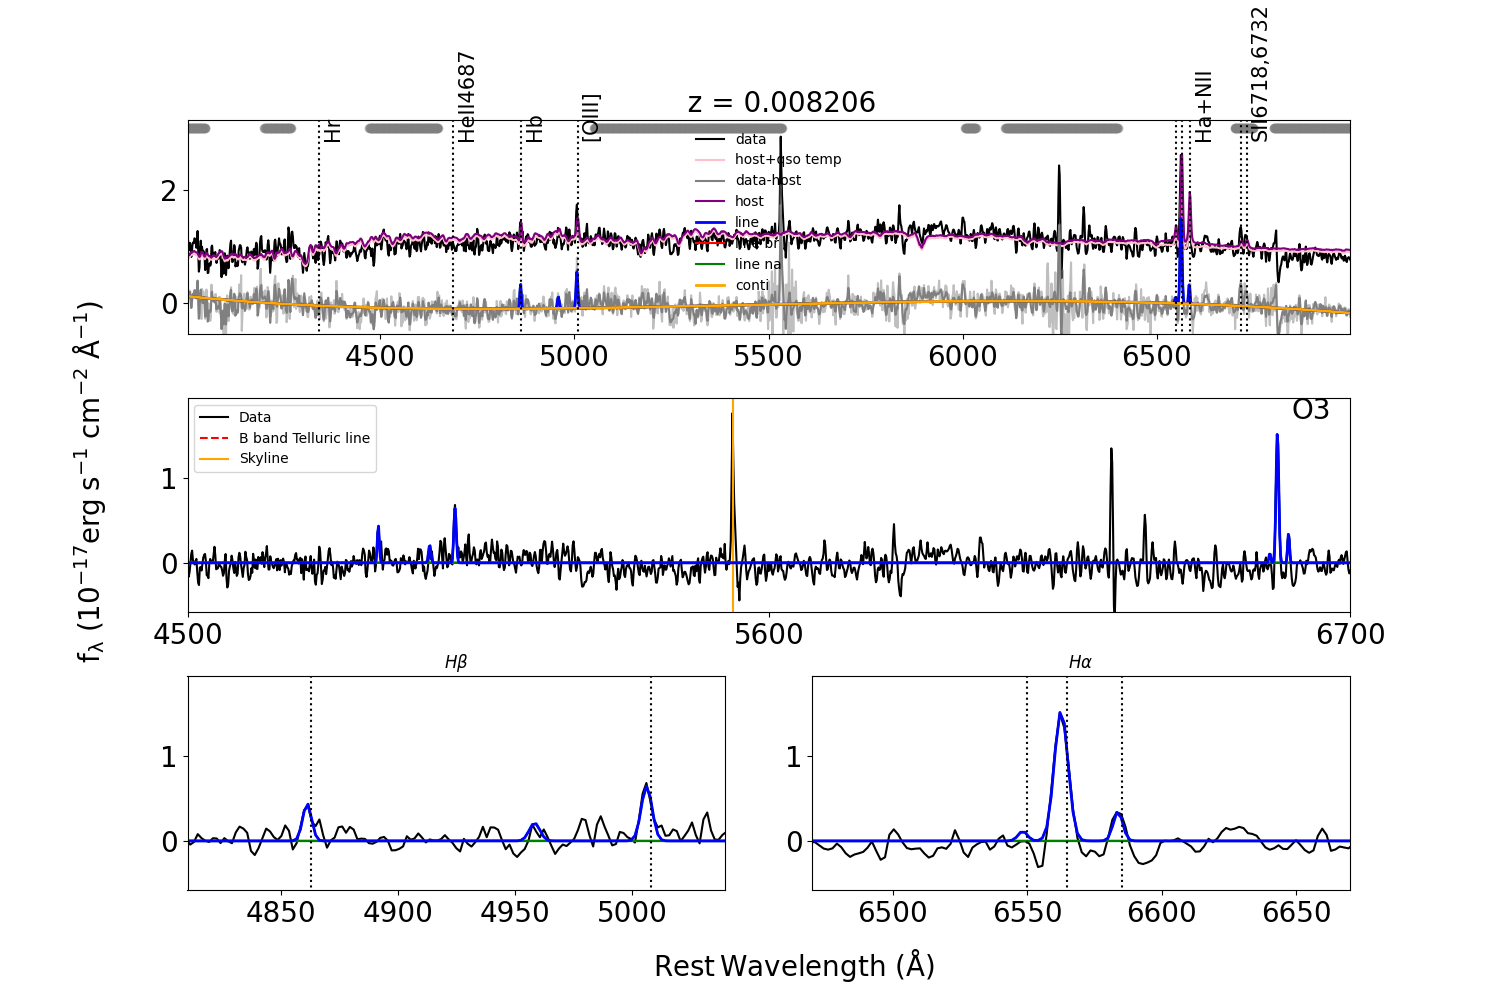 z = 0.008206
Hr
HeII4687
Hb
[OIII]
Ha+NII
SII6718,6732
data
host+qso temp
data-host
host
line
line br
line na
conti
2
0
4500 5000 5500 6000 6500
O3
Data
B band Telluric line
Skyline
1
0
4500 5600 6700
fλ (10−17erg s−1 cm−2 Å−1)
Hβ
1
0
4850 4900 4950 5000
Hα
1
0
6500 6550 6600 6650
Rest Wavelength (Å)